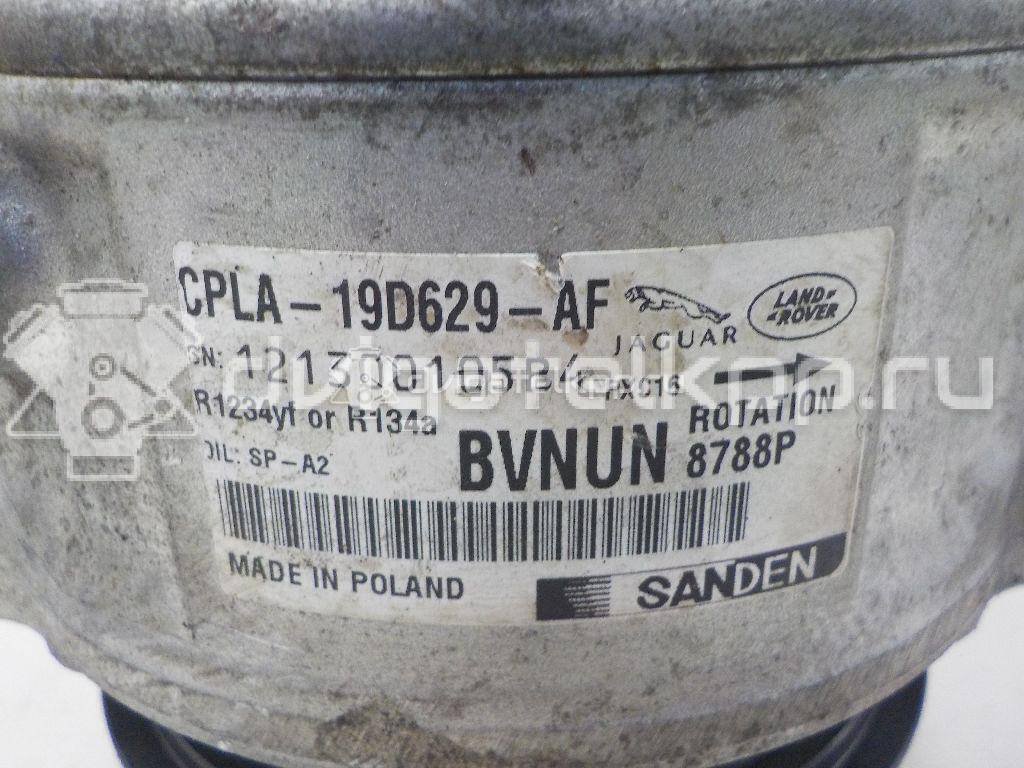 CPLA-19D629-AF
JAGUAR
LAND-
-ROVER
SN:
R1234yf or R134a
ROTATION
OIL: SP-A2
BVNUN 8788P
MADE IN POLAND
SANDEN